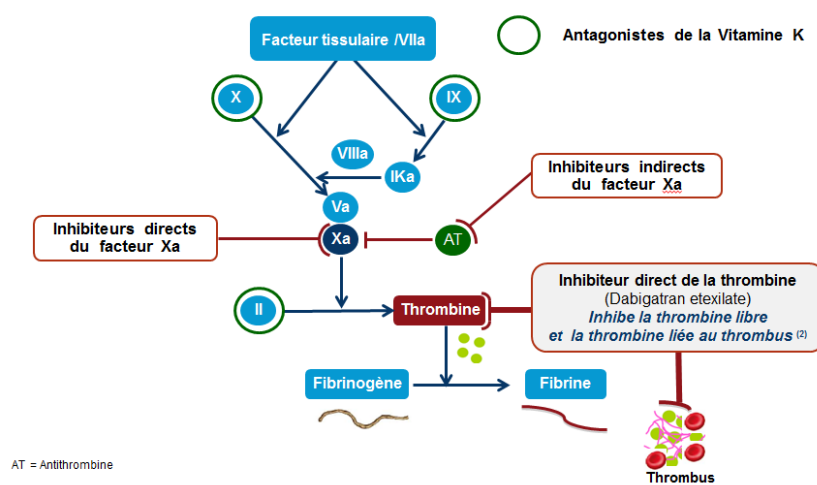 Facteur tissulaire /VIIa
Antagonistes de la Vitamine K
X
IX
VIIIa
IKa
Inhibiteurs indirects
du facteur Xa
Va
Inhibiteurs directs
du facteur Xa
Xa
AT
II
Thrombine
Inhibiteur direct de la thrombine
(Dabigatran etexilate)
Inhibe la thrombine libre
et la thrombine liée au thrombus (2)
Fibrinogène
Fibrine
AT = Antithrombine
Thrombus